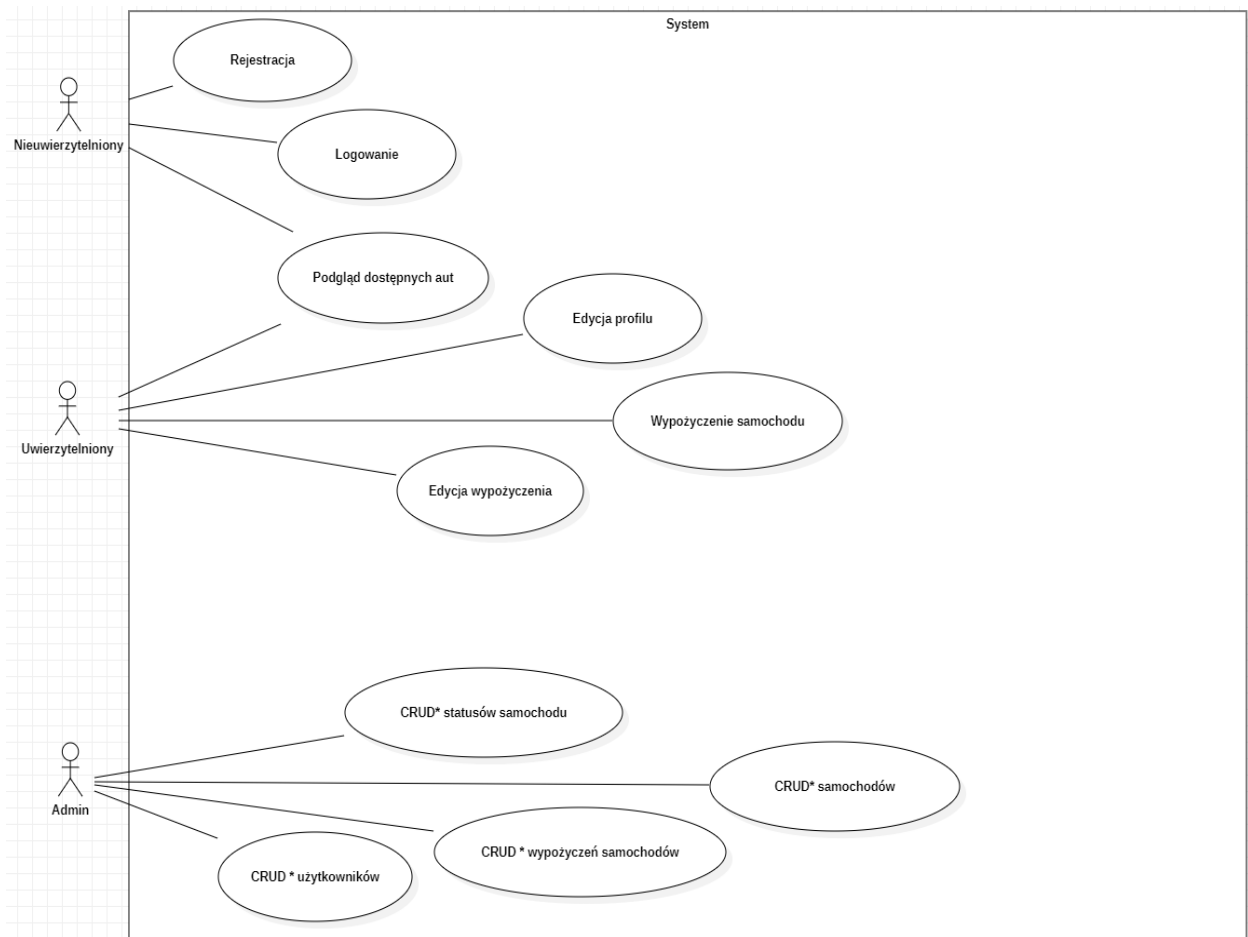 System
Rejestracja
Nieuwierzytelniony
Logowanie
Podgląd dostępnych aut
Edycja profilu
Uwierzytelniony
Wypożyczenie samochodu
Edycja wypożyczenia
CRUD* statusów samochodu
Admin
CRUD* samochodów
CRUD * wypożyczeń samochodów
CRUD * użytkowników